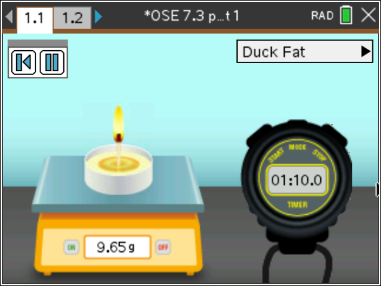 1.1 1.2 *OSE 7.3 p...t 1 RAD
Duck Fat
START MODE STOP
01:10.0
TIMER
ON 9.65 g OFF